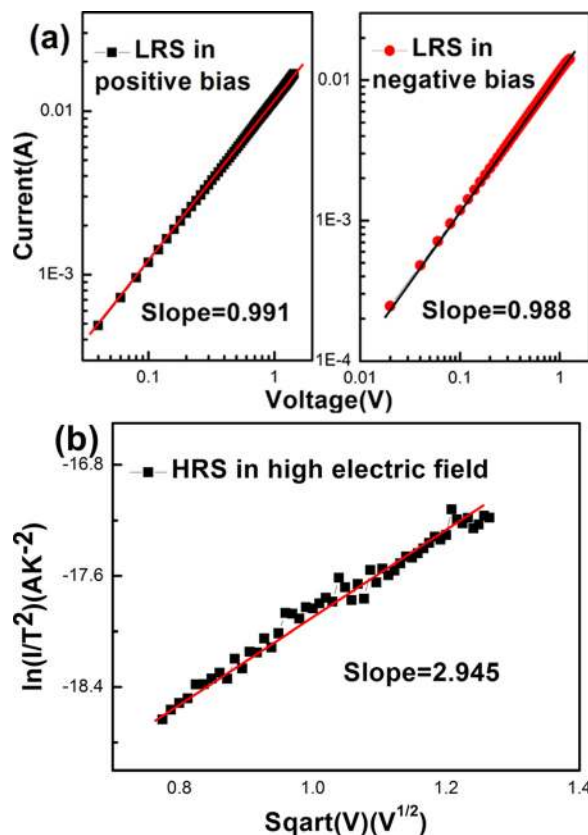 (a)
LRS in
positive bias
LRS in
negative bias
Current(A)
0.01
1E-3
0.01
1E-3
1E-4
Slope=0.991
Slope=0.988
0.1
1
0.01
0.1
1
Voltage(V)
(b)
HRS in high electric field
ln(I/T²)(AK⁻²)
-16.8
-17.6
-18.4
Slope=2.945
0.8
1.0
1.2
1.4
Sqart(V)(V^{1/2})